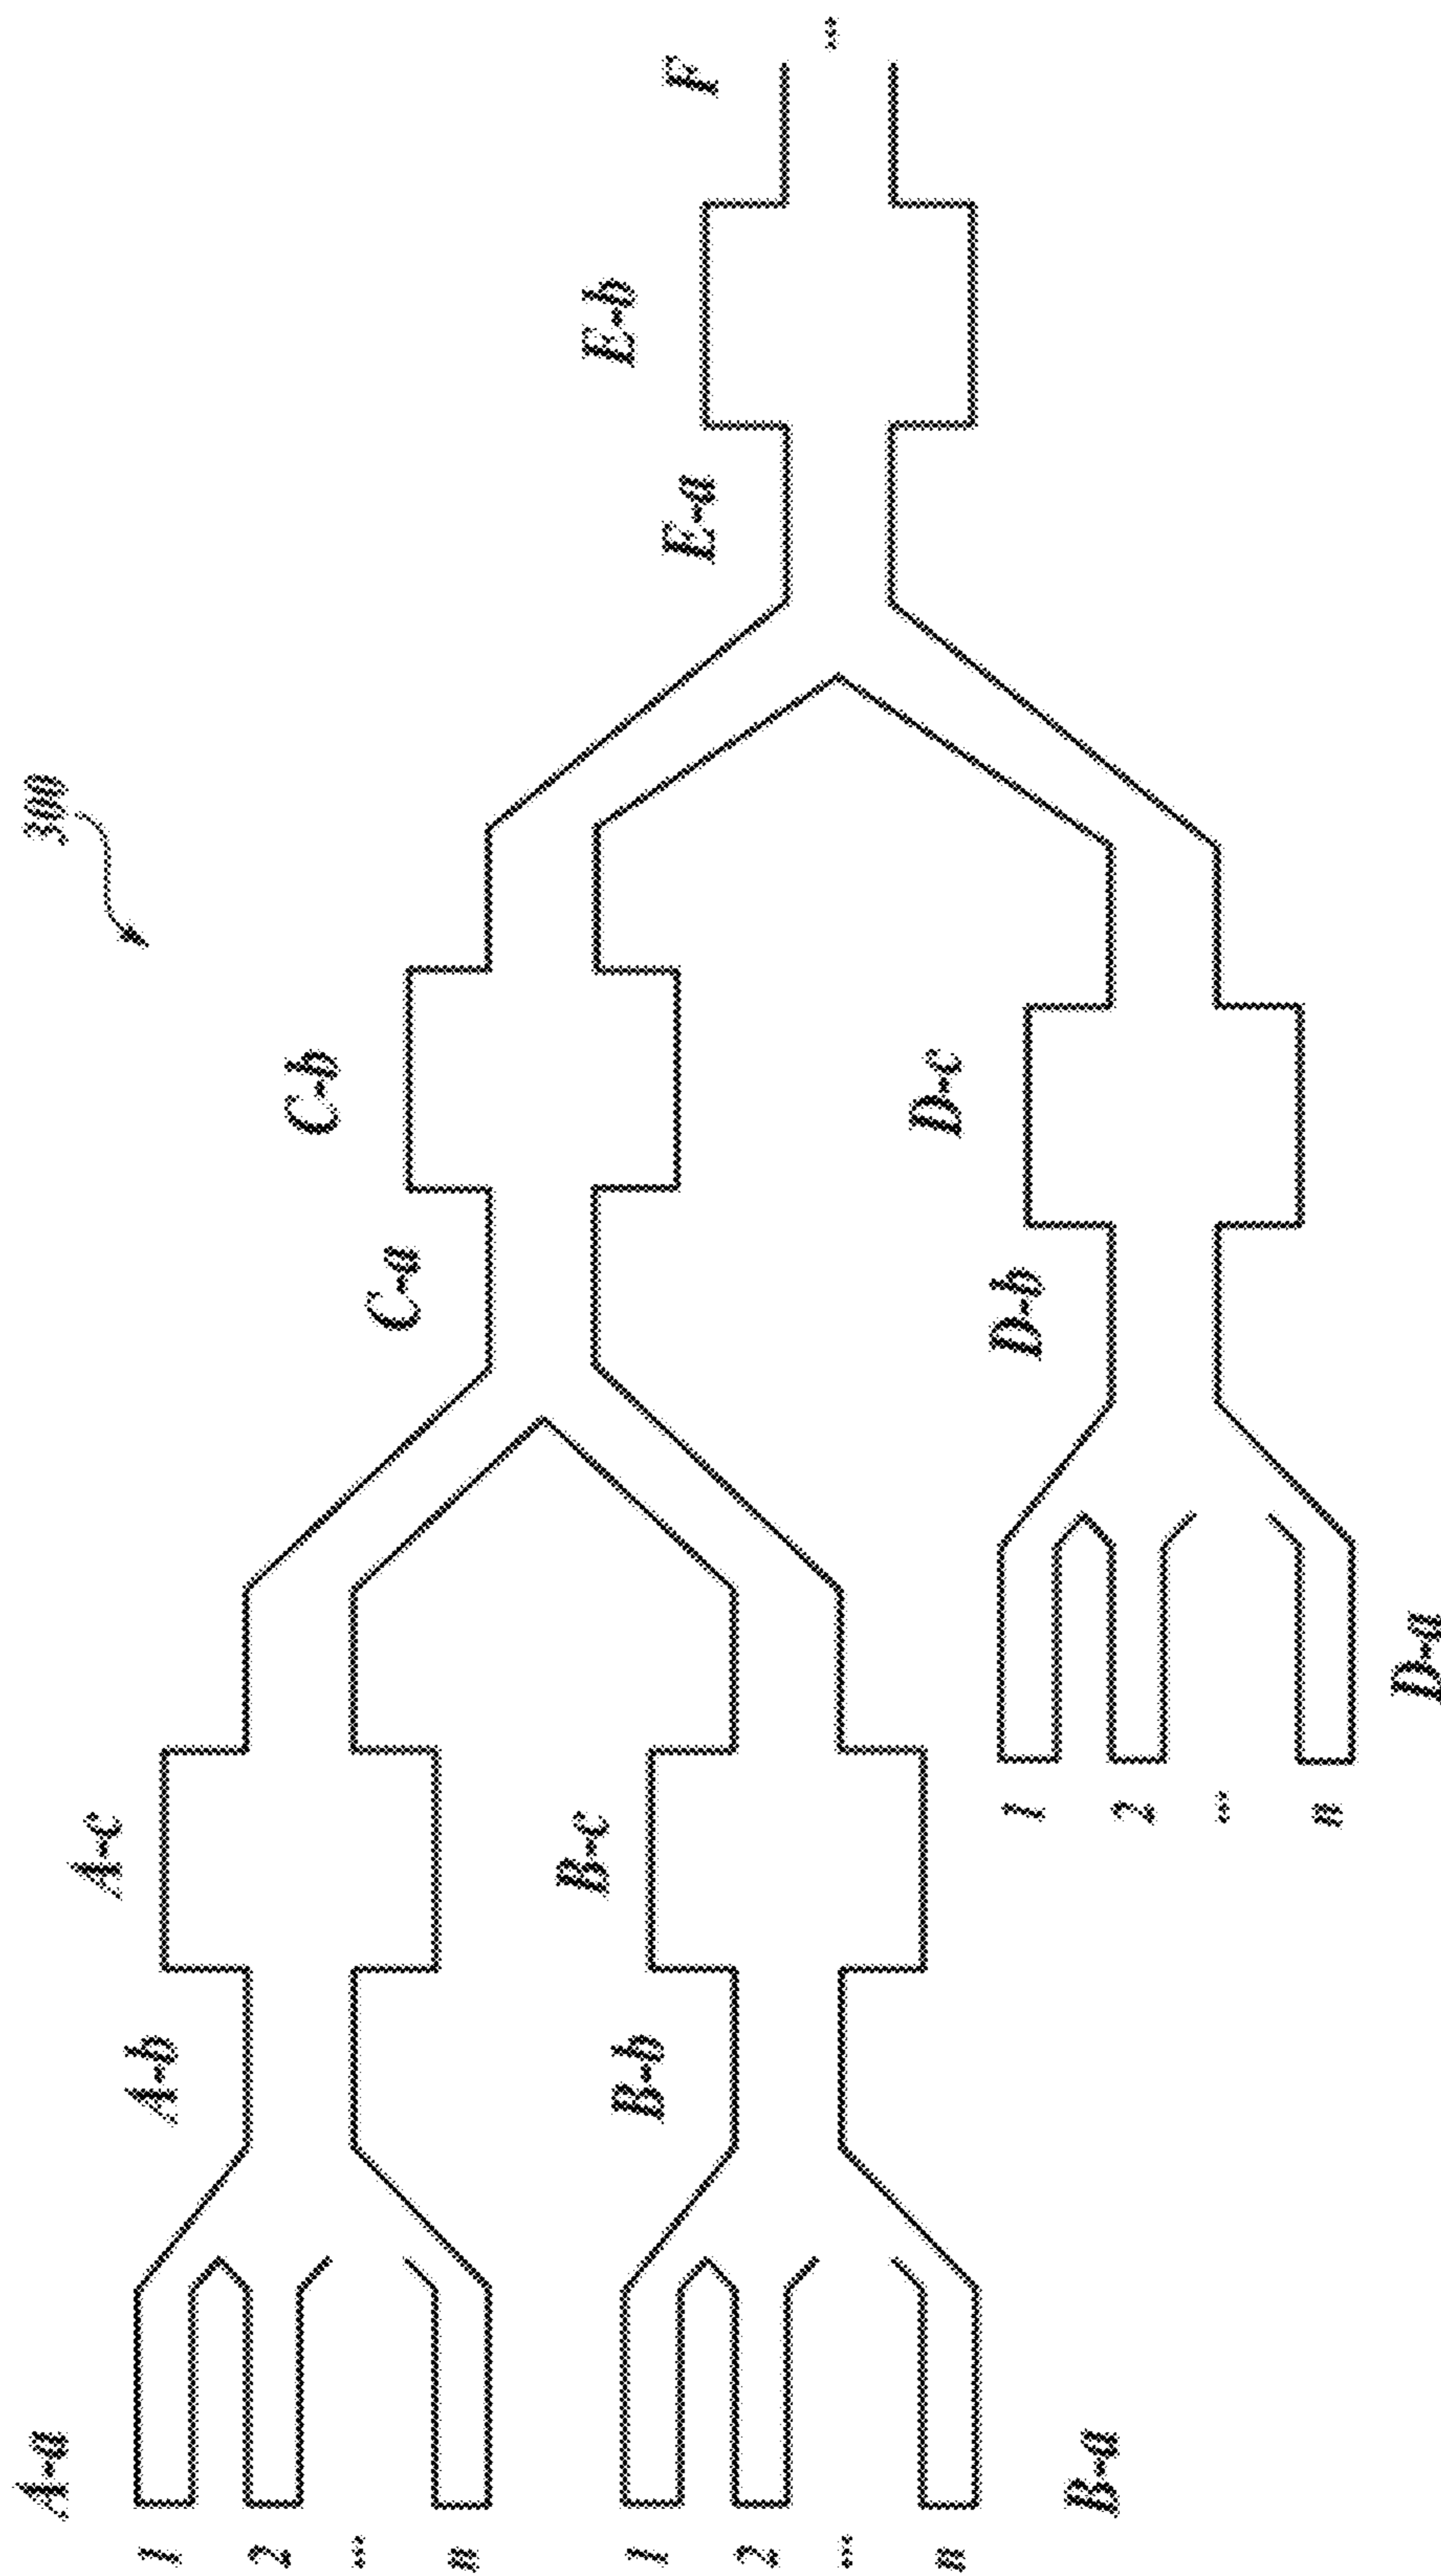 300
A-a
1
2
...
n
A-b
A-c
B-a
1
2
...
n
B-b
B-c
C-a
C-b
D-a
1
2
...
n
D-b
D-c
E-a
E-b
F
...